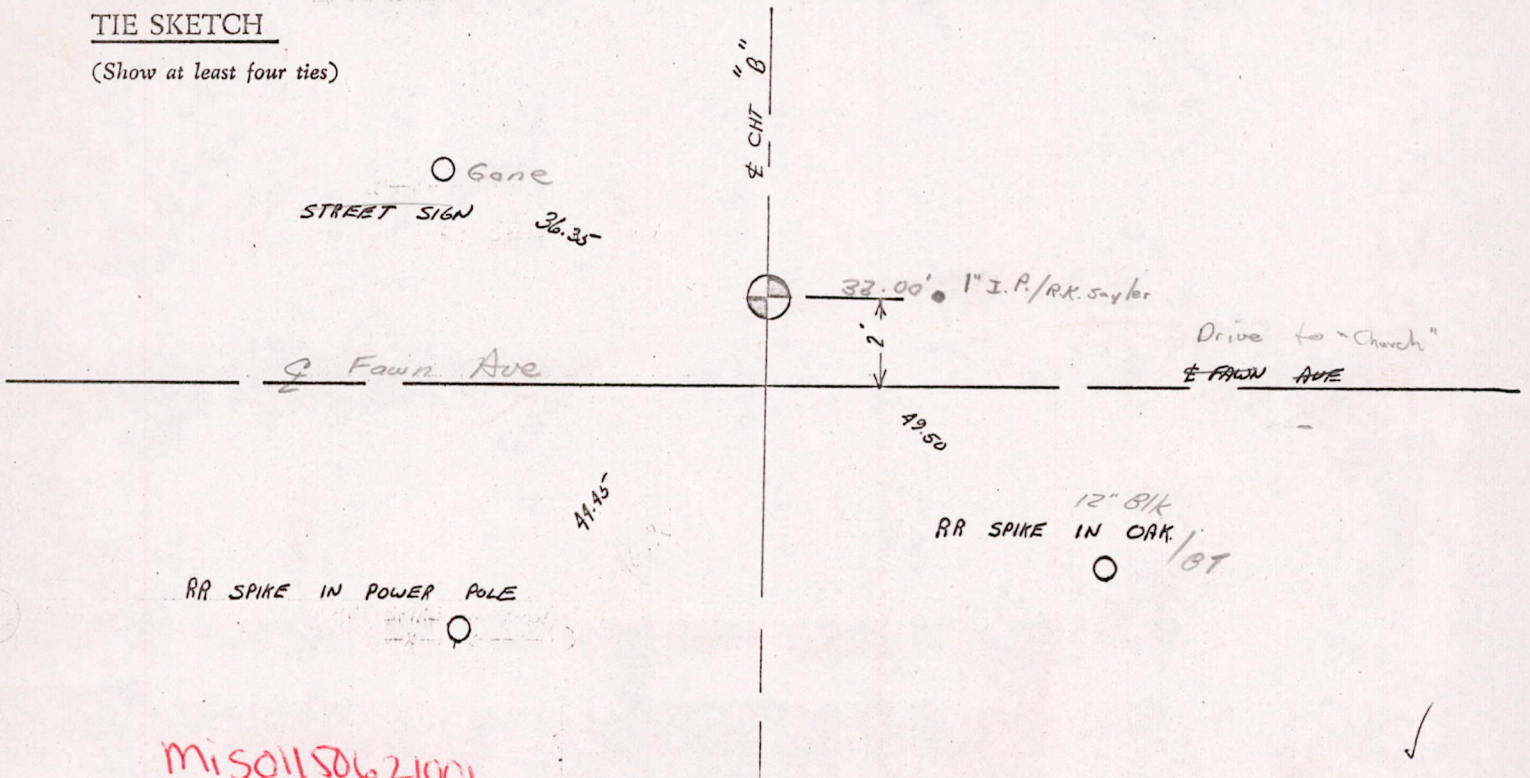 TIE SKETCH
(Show at least four ties)
℄ CHT "B"
Gone
STREET SIGN
36.35
33.00' 1" I.P./R.K. Sayler
2'
Drive to "Church"
℄ Fawn Ave
℄ FAWN AVE
49.50
44.45
12" Blk
RR SPIKE IN OAK /BT
RR SPIKE IN POWER POLE